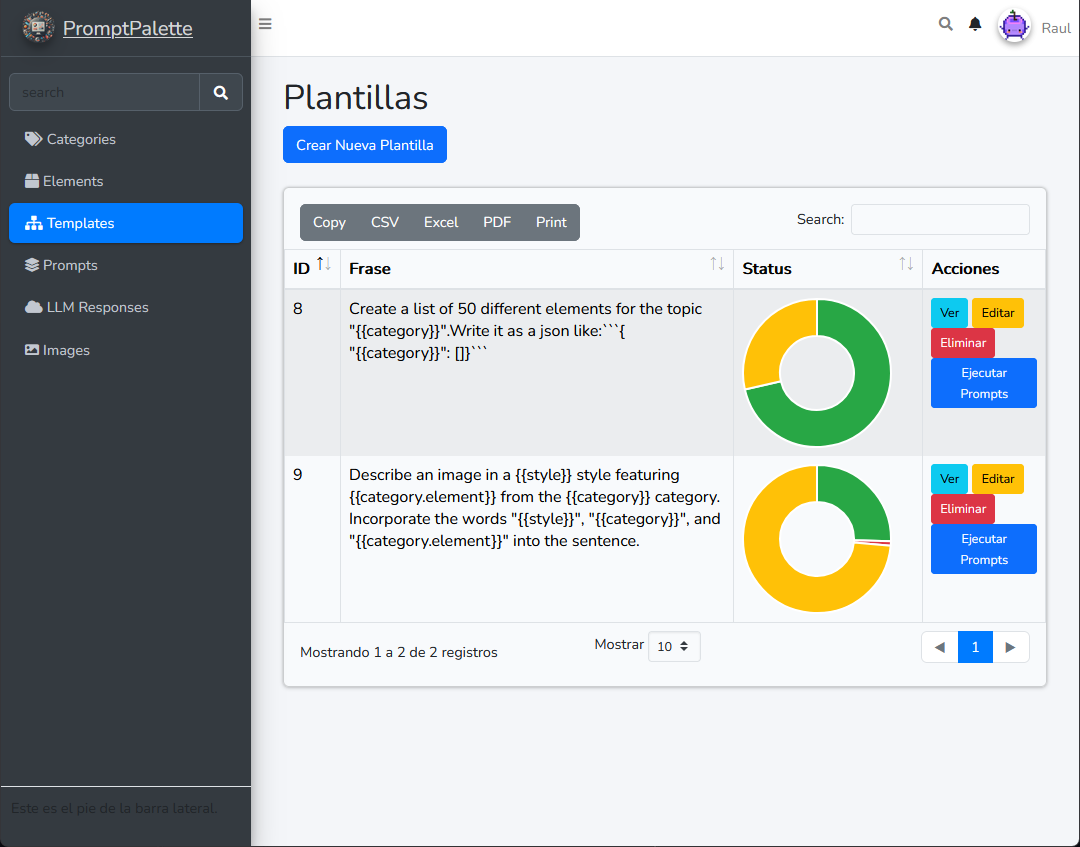 PromptPalette
Raul
search
Categories
Elements
Templates
Prompts
LLM Responses
Images
Este es el pie de la barra lateral.
Plantillas
Crear Nueva Plantilla
Copy CSV Excel PDF Print
Search:
ID Frase Status Acciones
8
Create a list of 50 different elements for the topic
"{{category}}".Write it as a json like:```{
"{{category}}": []}```
Ver Editar
Eliminar
Ejecutar
Prompts
9
Describe an image in a {{style}} style featuring
{{category.element}} from the {{category}} category.
Incorporate the words "{{style}}", "{{category}}", and
"{{category.element}}" into the sentence.
Ver Editar
Eliminar
Ejecutar
Prompts
Mostrando 1 a 2 de 2 registros
Mostrar 10
1